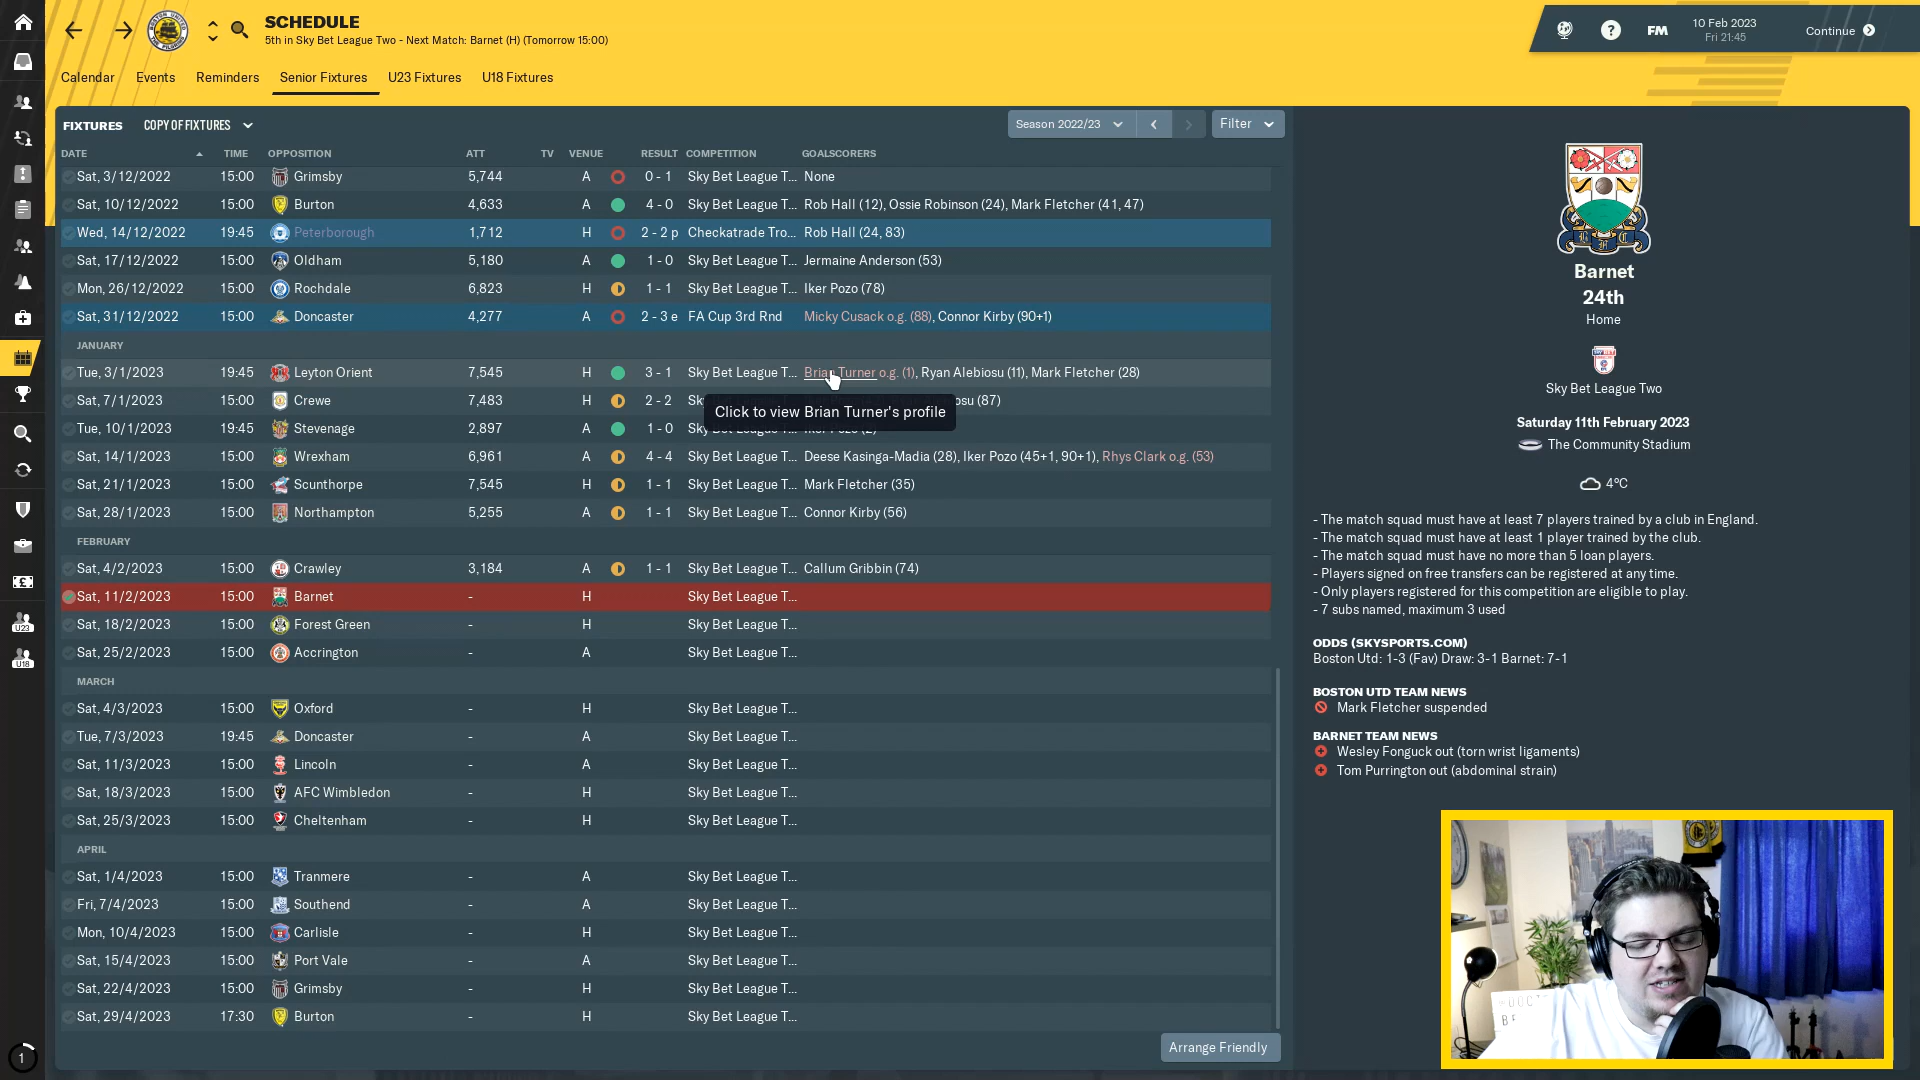 SCHEDULE
5th in Sky Bet League Two - Next Match: Barnet (H) (Tomorrow 15:00)
FM
10 Feb 2023
Fri 21:45
Continue
Calendar Events Reminders Senior Fixtures U23 Fixtures U18 Fixtures
FIXTURES COPY OF FIXTURES Season 2022/23 Filter
DATE TIME OPPOSITION ATT TV VENUE RESULT COMPETITION GOALSCORERS
Sat, 3/12/2022 15:00 Grimsby 5,744 A 0 - 1 Sky Bet League T... None
Sat, 10/12/2022 15:00 Burton 4,633 A 4 - 0 Sky Bet League T... Rob Hall (12), Ossie Robinson (24), Mark Fletcher (41, 47)
Wed, 14/12/2022 19:45 Peterborough 1,712 H 2 - 2 p Checkatrade Tro... Rob Hall (24, 83)
Sat, 17/12/2022 15:00 Oldham 5,180 A 1 - 0 Sky Bet League T... Jermaine Anderson (53)
Mon, 26/12/2022 15:00 Rochdale 6,823 H 1 - 1 Sky Bet League T... Iker Pozo (78)
Sat, 31/12/2022 15:00 Doncaster 4,277 A 2 - 3 e FA Cup 3rd Rnd Micky Cusack o.g. (88), Connor Kirby (90+1)
JANUARY
Tue, 3/1/2023 19:45 Leyton Orient 7,545 H 3 - 1 Sky Bet League T... Brian Turner o.g. (1), Ryan Alebiosu (11), Mark Fletcher (28)
Sat, 7/1/2023 15:00 Crewe 7,483 H 2 - 2 Sk osu (87)
Click to view Brian Turner's profile
Tue, 10/1/2023 19:45 Stevenage 2,897 A 1 - 0
Sat, 14/1/2023 15:00 Wrexham 6,961 A 4 - 4 Sky Bet League T... Deese Kasinga-Madia (28), Iker Pozo (45+1, 90+1), Rhys Clark o.g. (53)
Sat, 21/1/2023 15:00 Scunthorpe 7,545 H 1 - 1 Sky Bet League T... Mark Fletcher (35)
Sat, 28/1/2023 15:00 Northampton 5,255 A 1 - 1 Sky Bet League T... Connor Kirby (56)
FEBRUARY
Sat, 4/2/2023 15:00 Crawley 3,184 A 1 - 1 Sky Bet League T... Callum Gribbin (74)
Sat, 11/2/2023 15:00 Barnet - H Sky Bet League T...
Sat, 18/2/2023 15:00 Forest Green - H Sky Bet League T...
Sat, 25/2/2023 15:00 Accrington - A Sky Bet League T...
MARCH
Sat, 4/3/2023 15:00 Oxford - H Sky Bet League T...
Tue, 7/3/2023 19:45 Doncaster - A Sky Bet League T...
Sat, 11/3/2023 15:00 Lincoln - A Sky Bet League T...
Sat, 18/3/2023 15:00 AFC Wimbledon - H Sky Bet League T...
Sat, 25/3/2023 15:00 Cheltenham - H Sky Bet League T...
APRIL
Sat, 1/4/2023 15:00 Tranmere - A Sky Bet League T...
Fri, 7/4/2023 15:00 Southend - A Sky Bet League T...
Mon, 10/4/2023 15:00 Carlisle - H Sky Bet League T...
Sat, 15/4/2023 15:00 Port Vale - A Sky Bet League T...
Sat, 22/4/2023 15:00 Grimsby - H Sky Bet League T...
Sat, 29/4/2023 17:30 Burton - H Sky Bet League T...
Arrange Friendly
U23
U18
1
Barnet
24th
Home
Sky Bet League Two
Saturday 11th February 2023
The Community Stadium
4°C
- The match squad must have at least 7 players trained by a club in England.
- The match squad must have at least 1 player trained by the club.
- The match squad must have no more than 5 loan players.
- Players signed on free transfers can be registered at any time.
- Only players registered for this competition are eligible to play.
- 7 subs named, maximum 3 used
ODDS (SKYSPORTS.COM)
Boston Utd: 1-3 (Fav) Draw: 3-1 Barnet: 7-1
BOSTON UTD TEAM NEWS
Mark Fletcher suspended
BARNET TEAM NEWS
Wesley Fonguck out (torn wrist ligaments)
Tom Purrington out (abdominal strain)